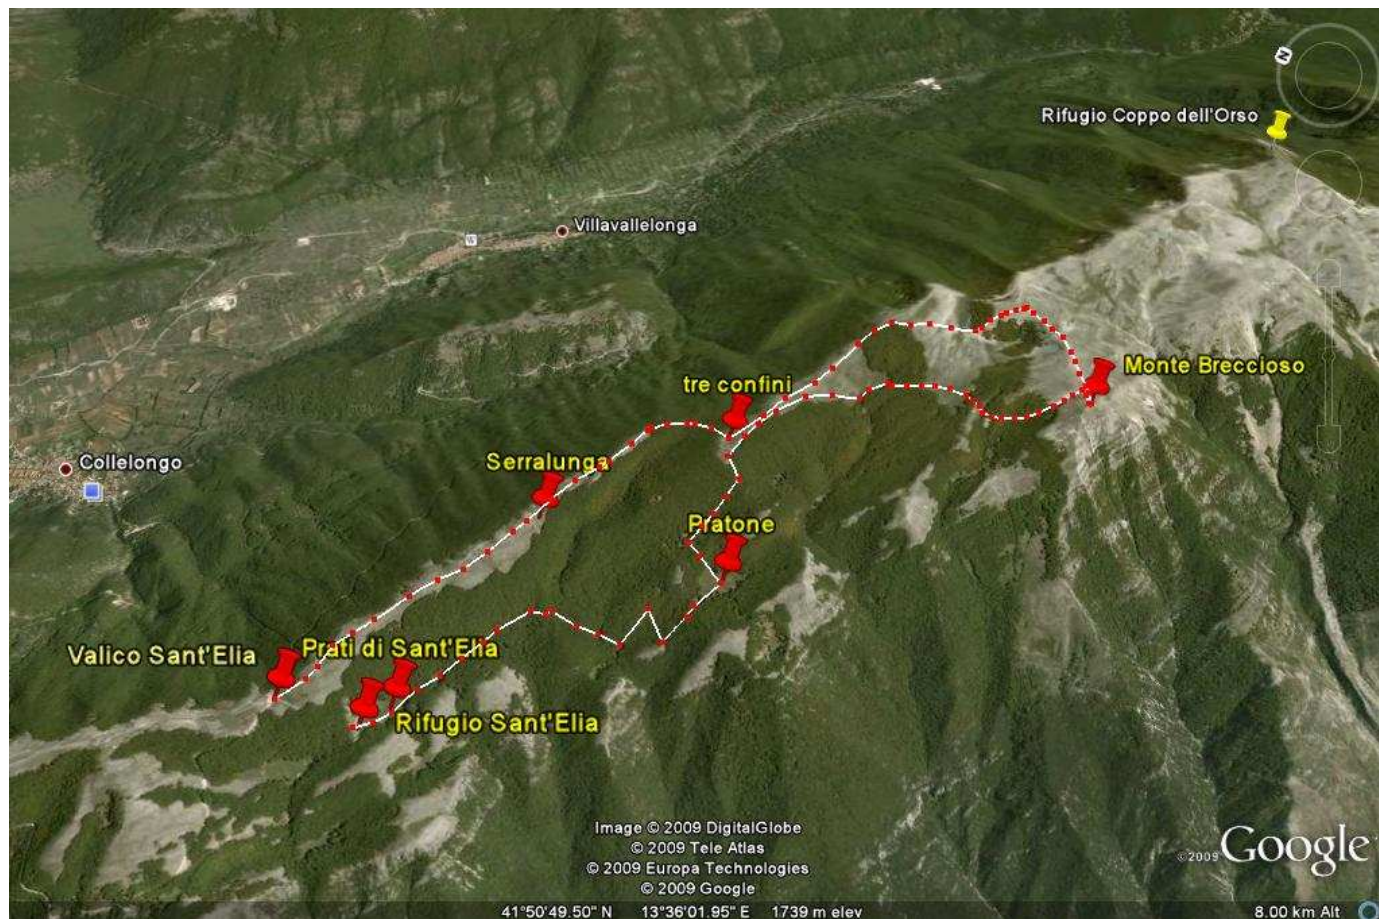 N
Rifugio Coppo dell'Orso
Villavallelonga
W
Monte Breccioso
tre confini
Serralunga
Collelongo
Pratone
Prati di Sant'Elia
Valico Sant'Elia
Rifugio Sant'Elia
Image © 2009 DigitalGlobe
© 2009 Tele Atlas
© 2009 Europa Technologies
© 2009 Google
©2009 Google
41°50'49.50" N 13°36'01.95" E 1739 m elev 8.00 km Alt